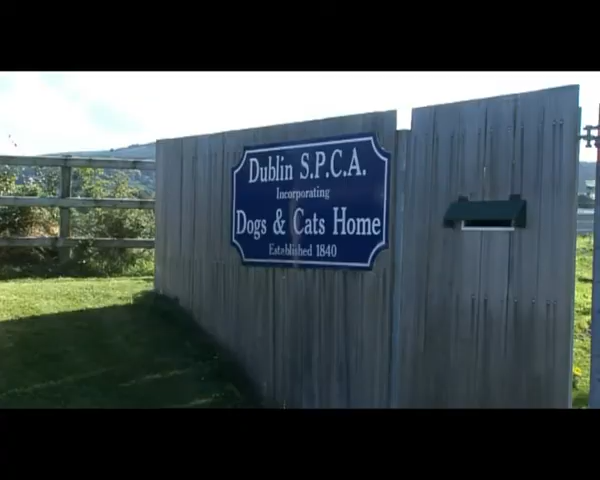 Dublin S.P.C.A.
Incorporating
Dogs & Cats Home
Established 1840